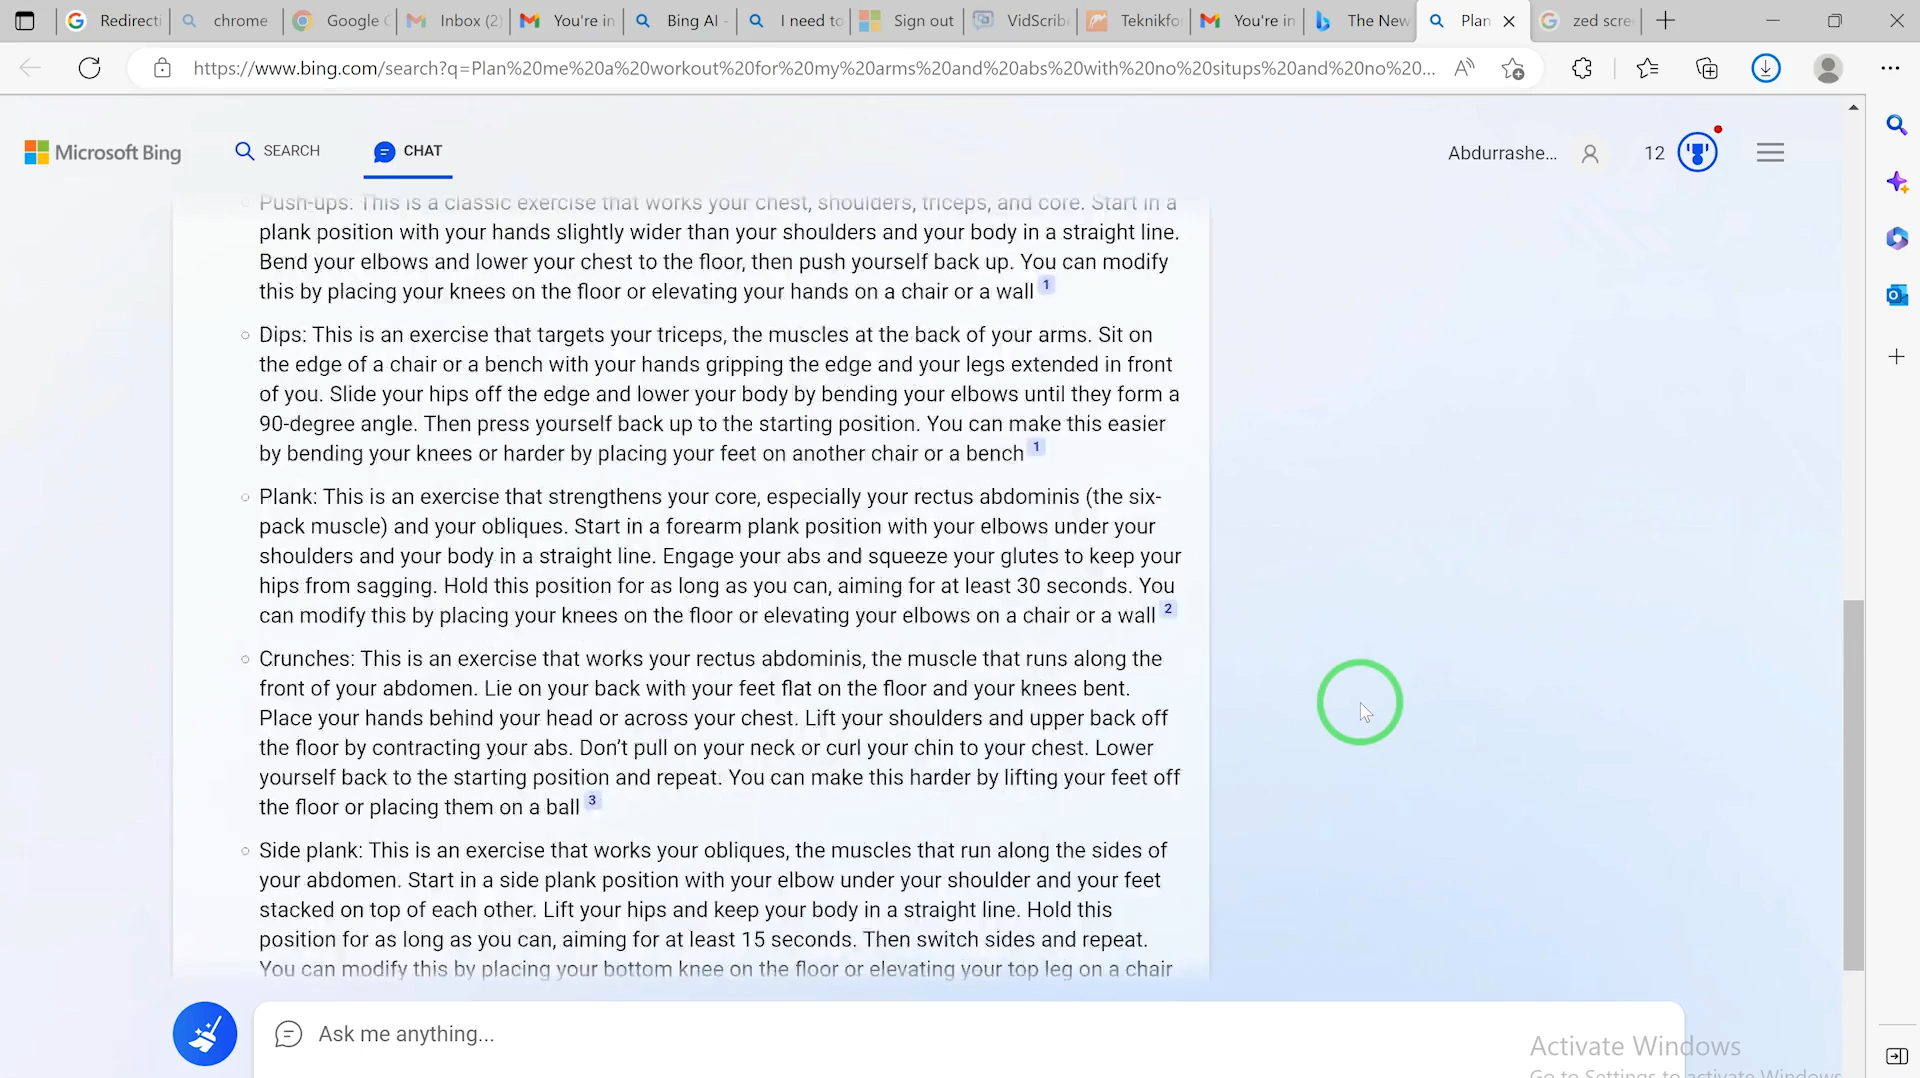 Redirecti
chrome
Google C
Inbox (2)
You're in
Bing AI -
I need to
Sign out
VidScribe
Teknikfor
You're in
The New
Plan
zed scre
https://www.bing.com/search?q=Plan%20me%20a%20workout%20for%20my%20arms%20and%20abs%20with%20no%20situps%20and%20no%20...
Microsoft Bing
SEARCH
CHAT
Abdurrashe...
12
Push-ups: This is a classic exercise that works your chest, shoulders, triceps, and core. Start in a
plank position with your hands slightly wider than your shoulders and your body in a straight line.
Bend your elbows and lower your chest to the floor, then push yourself back up. You can modify
this by placing your knees on the floor or elevating your hands on a chair or a wall 1
Dips: This is an exercise that targets your triceps, the muscles at the back of your arms. Sit on
the edge of a chair or a bench with your hands gripping the edge and your legs extended in front
of you. Slide your hips off the edge and lower your body by bending your elbows until they form a
90-degree angle. Then press yourself back up to the starting position. You can make this easier
by bending your knees or harder by placing your feet on another chair or a bench 1
Plank: This is an exercise that strengthens your core, especially your rectus abdominis (the six-
pack muscle) and your obliques. Start in a forearm plank position with your elbows under your
shoulders and your body in a straight line. Engage your abs and squeeze your glutes to keep your
hips from sagging. Hold this position for as long as you can, aiming for at least 30 seconds. You
can modify this by placing your knees on the floor or elevating your elbows on a chair or a wall 2
Crunches: This is an exercise that works your rectus abdominis, the muscle that runs along the
front of your abdomen. Lie on your back with your feet flat on the floor and your knees bent.
Place your hands behind your head or across your chest. Lift your shoulders and upper back off
the floor by contracting your abs. Don't pull on your neck or curl your chin to your chest. Lower
yourself back to the starting position and repeat. You can make this harder by lifting your feet off
the floor or placing them on a ball 3
Side plank: This is an exercise that works your obliques, the muscles that run along the sides of
your abdomen. Start in a side plank position with your elbow under your shoulder and your feet
stacked on top of each other. Lift your hips and keep your body in a straight line. Hold this
position for as long as you can, aiming for at least 15 seconds. Then switch sides and repeat.
You can modify this by placing your bottom knee on the floor or elevating your top leg on a chair
Ask me anything...
Activate Windows
Go to Settings to activate Windows.